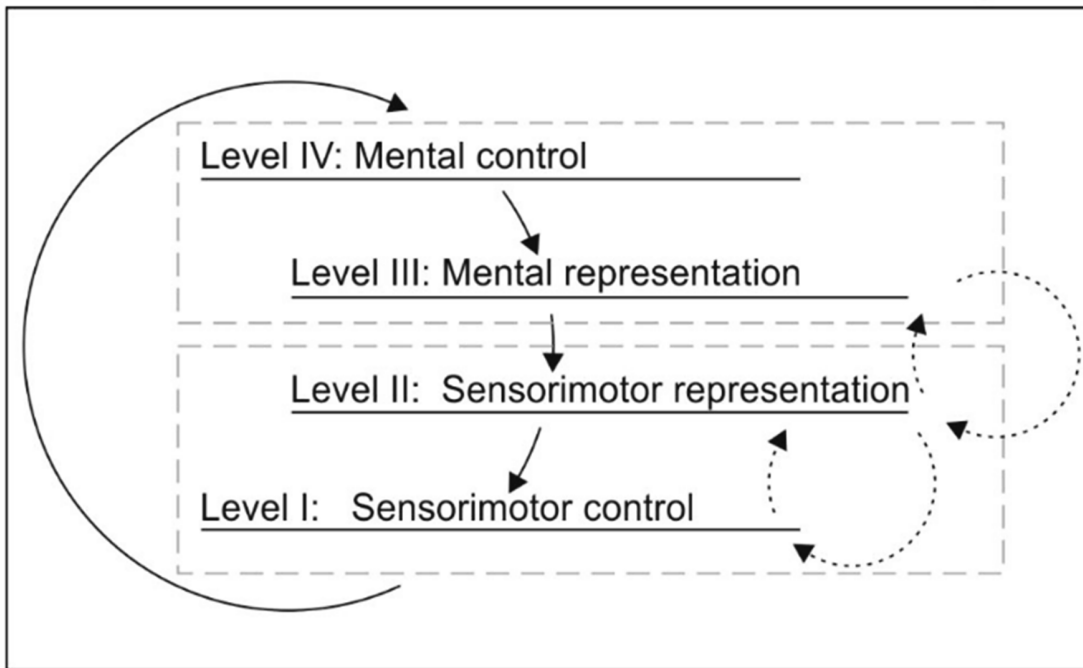 Level IV: Mental control
Level III: Mental representation
Level II: Sensorimotor representation
Level I: Sensorimotor control